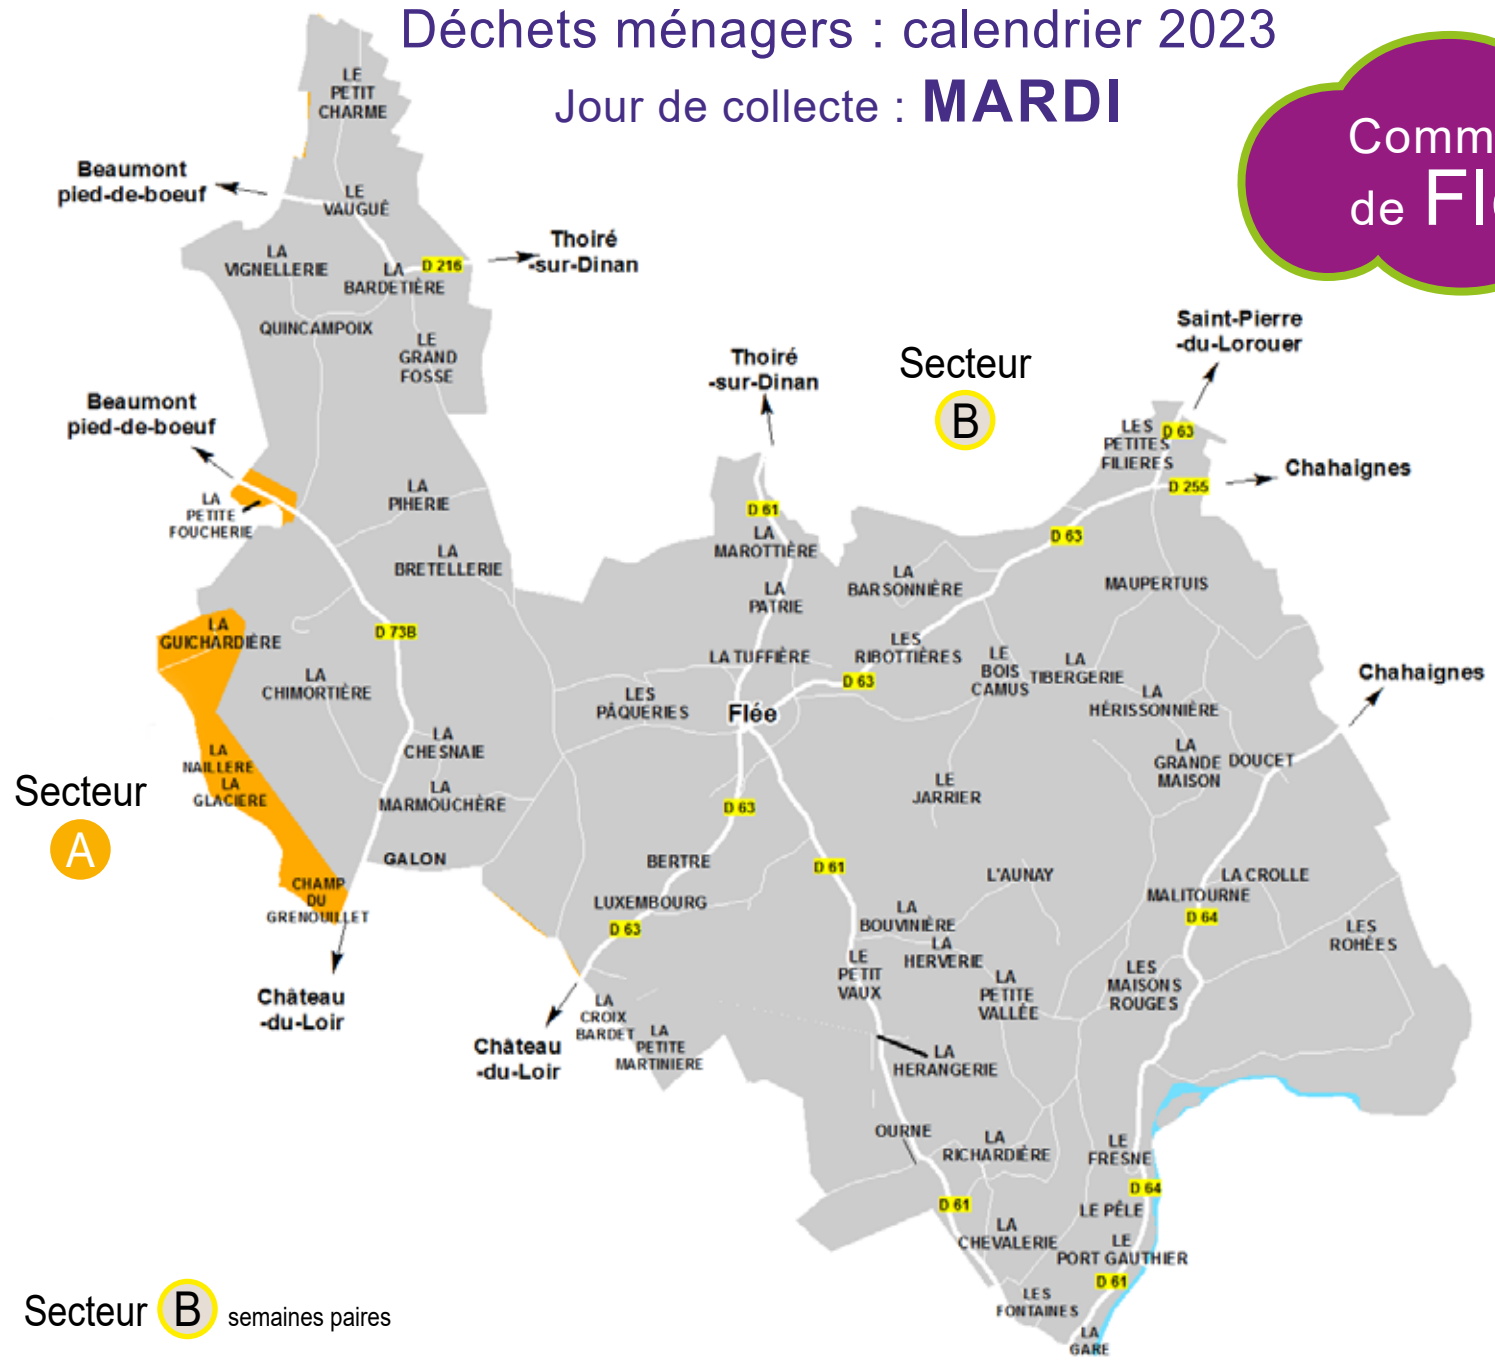 Déchets ménagers : calendrier 2023
Jour de collecte : MARDI
Comm
de Fl
LE
PETIT
CHARME
Beaumont
pied-de-boeuf
LE
VAUGUÊ
Thoiré
-sur-Dinan
LA
VIGNELLERIE
LA
BARDETIÈRE
D 216
QUINCAMPOIX
LE
GRAND
FOSSE
Saint-Pierre
-du-Lorouer
Thoiré
-sur-Dinan
Secteur
B
Beaumont
pied-de-boeuf
LES
PETITES
FILIERES
D 63
Chahaignes
D 255
LA
PETITE
FOUCHERIE
LA
PIHERIE
D 61
LA
MAROTTIÈRE
D 63
LA
BRETELLERIE
LA
BARSONNIÈRE
MAUPERTUIS
LA
PATRIE
LA
GUICHARDIÈRE
D 73B
LA TUFFIÈRE
LES
RIBOTTIÈRES
LE
BOIS
CAMUS
LA
TIBERGERIE
Chahaignes
LA
CHIMORTIÈRE
D 63
LES
PÂQUERIES
Flée
LA
HÉRISSONNIÈRE
LA
CHESNAIE
LA
NAILLERE
LA
GLACIERE
LA
GRANDE
MAISON
DOUCET
Secteur
A
LA
MARMOUCHÈRE
LE
JARRIER
D 63
GALON
BERTRE
D 61
L'AUNAY
LA CROLLE
MALITOURNE
D 64
CHAMP
DU
GRENOUILLET
LUXEMBOURG
D 63
LA
BOUVINIÈRE
LA
HERVERIE
LES
ROHÉES
LE
PETIT
VAUX
LA
PETITE
VALLÉE
LES
MAISONS
ROUGES
Château
-du-Loir
LA
CROIX
BARDET
LA
PETITE
MARTINIERE
Château
-du-Loir
LA
HERANGERIE
OURNE
LA
RICHARDIÈRE
LE
FRESNE
D 64
D 61
LE PÊLE
LA
CHEVALERIE
LE
PORT GAUTHIER
D 61
LES
FONTAINES
LA
GARE
Secteur B semaines paires